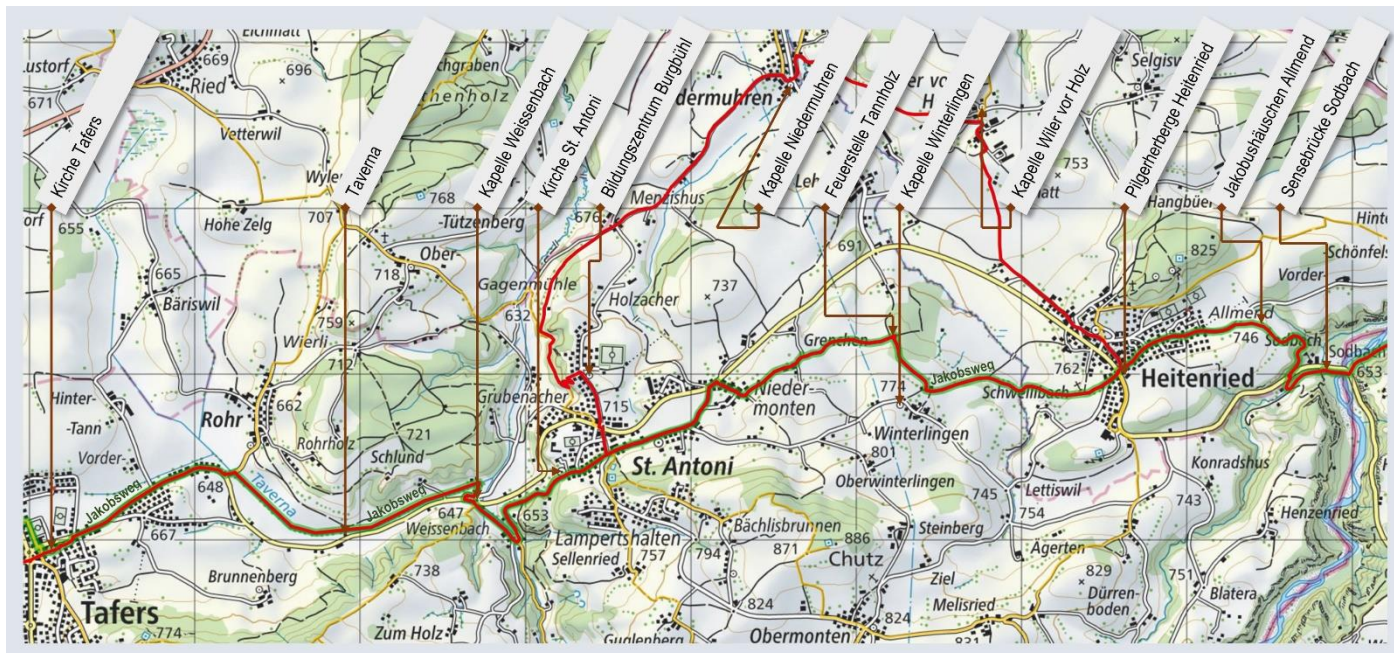 Kirche Tafers
Taverna
Kapelle Weissenbach
Kirche St. Antoni
Bildungszentrum Burgbühl
Kapelle Niedermuhren
Feuerstelle Tannholz
Kapelle Winterlingen
Kapelle Wiler vor Holz
Pilgerherberge Heitenried
Jakobushäuschen Allmend
Sensebrücke Sodbach
669
Ried
671
696
Vetterwil
dermuhren
Selgisw
753
655
Hohe Zelg
707
768
-Tützenberg
Ober-
676
Menzishus
691
Hangbüel
825
Schönfels
Vorder-
665
Bäriswil
718
Gagenmühle
632
Holzacher
737
759
Wierli
712
Grenchen
Allmend
746
Sodbach
Sodbach
653
Hinter-
-Tann
Rohr
662
Rohrholz
721
Schlund
Grubenacher
715
Nieder-
monten
774
Jakobsweg
Schwellibach
762
Heitenried
Vorder-
648
Taverna
Jakobsweg
Jakobsweg
St. Antoni
Winterlingen
801
Oberwinterlingen
745
Konradshus
743
Lettiswil
754
667
647
Weissenbach
653
Lampertshalten
Sellenried
757
794
Bächlisbrunnen
871
886
Chutz
Steinberg
Henzenried
Agerten
829
Dürren-
boden
751
Blatera
Brunnenberg
738
Ziel
Melisried
Tafers
774
Zum Holz
Guglenberg
824
Obermonten
824